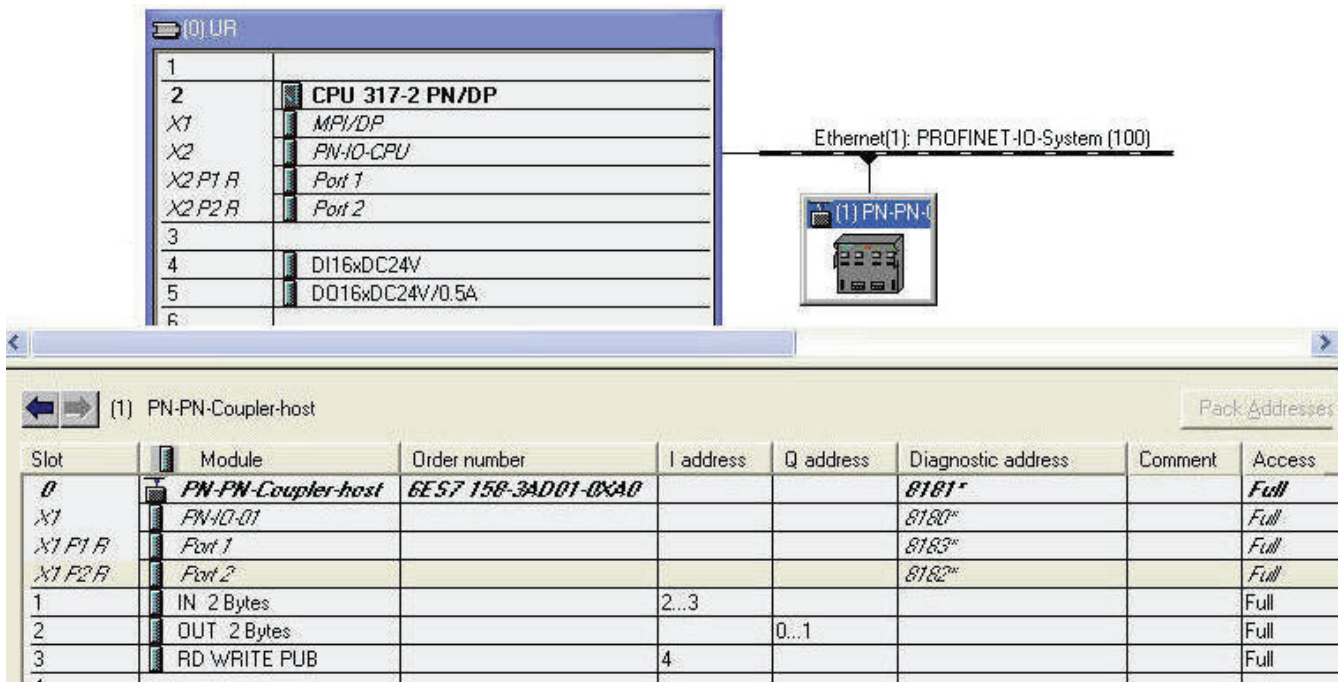 (0) UR
1
2 CPU 317-2 PN/DP
X1 MPI/DP
X2 PN-IO-CPU
X2 P1 R Port 1
X2 P2 R Port 2
3
4 DI16xDC24V
5 DO16xDC24V/0.5A
6
Ethernet(1): PROFINET-IO-System (100)
(1) PN-PN-
(1) PN-PN-Coupler-host Pack Addresses
Slot Module Order number I address Q address Diagnostic address Comment Access
0 PN-PN-Coupler-host 6ES7 158-3AD01-0XA0 8181* Full
X1 PN-IO-01 8180* Full
X1 P1 R Port 1 8183* Full
X1 P2 R Port 2 8182* Full
1 IN 2 Bytes 2...3 Full
2 OUT 2 Bytes 0...1 Full
3 RD WRITE PUB 4 Full